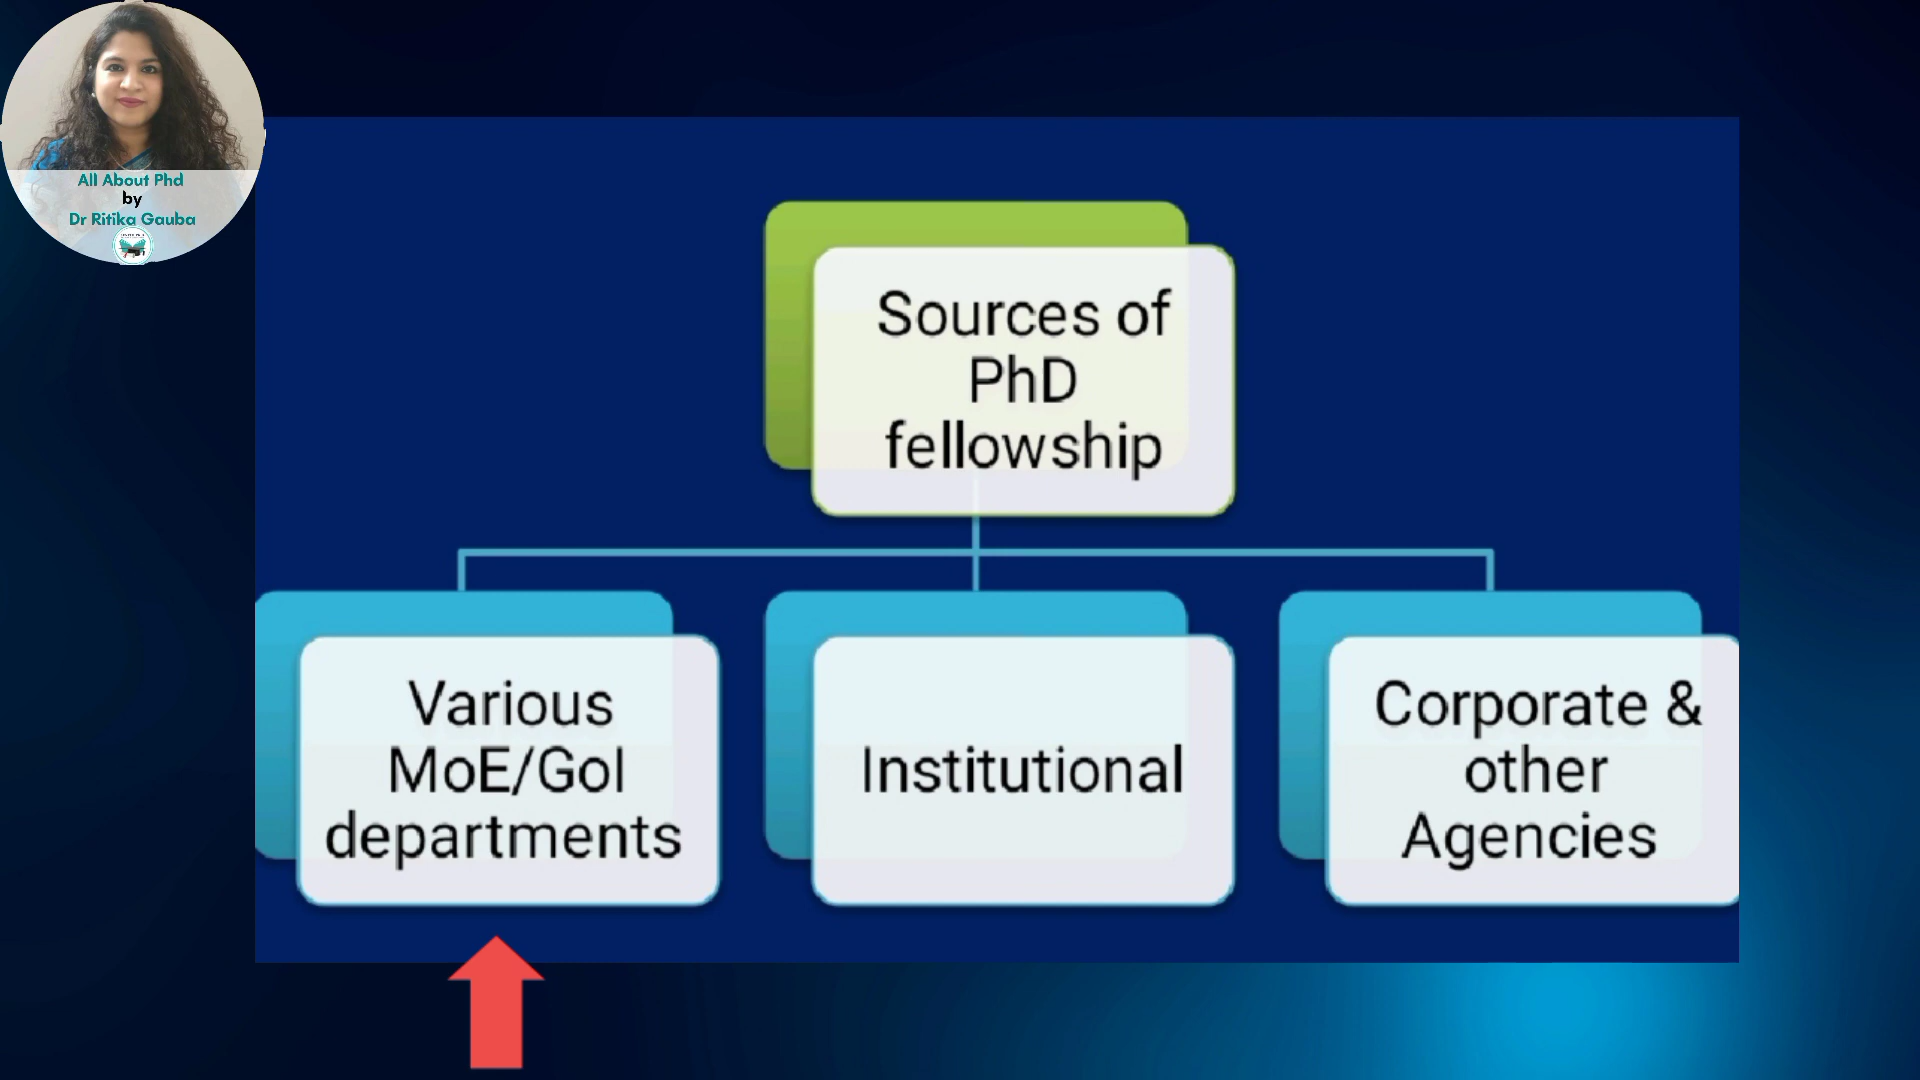 All About Phd
by
Dr Ritika Gauba
Sources of
PhD
fellowship
Various
MoE/GoI
departments
Institutional
Corporate &
other
Agencies